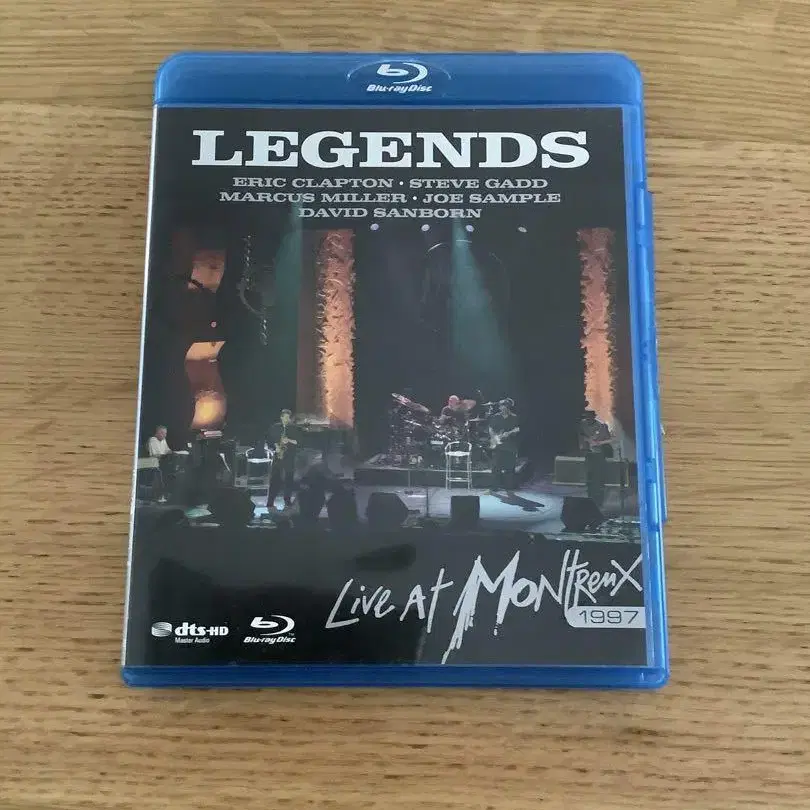 Blu-ray Disc
LEGENDS
ERIC CLAPTON · STEVE GADD
MARCUS MILLER · JOE SAMPLE
DAVID SANBORN
Live At Montreux
1997
dts-HD
Master Audio
Blu-ray Disc